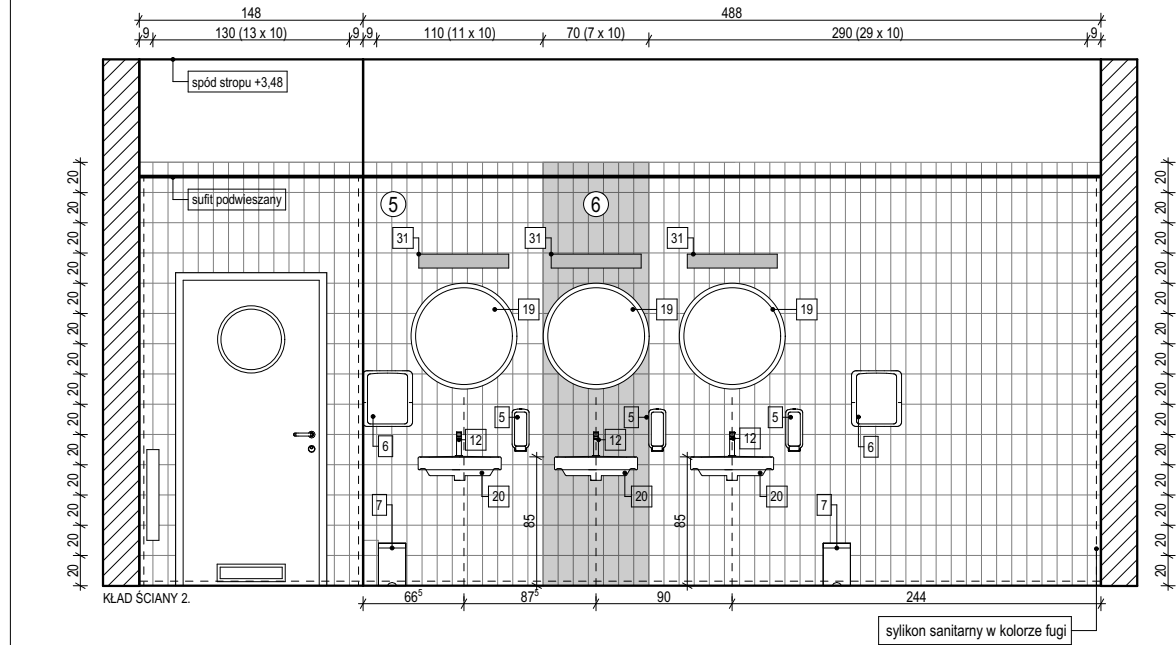 148 488
9 130 (13 x 10) 9 9 110 (11 x 10) 70 (7 x 10) 290 (29 x 10) 9
spód stropu +3,48
20 20
sufit podwieszany
20 20
5 6
20 20
31 31 31
20 20
20 20
19 19 19
20 20
20 20
20 20
5 5 5
20 20
6 12 12 12 6
20 20
20 20 20
20 20
7 85 85 7
20 20
20 20
20 20
20 20
KŁAD ŚCIANY 2.
66⁵ 87⁵ 90 244
sylikon sanitarny w kolorze fugi